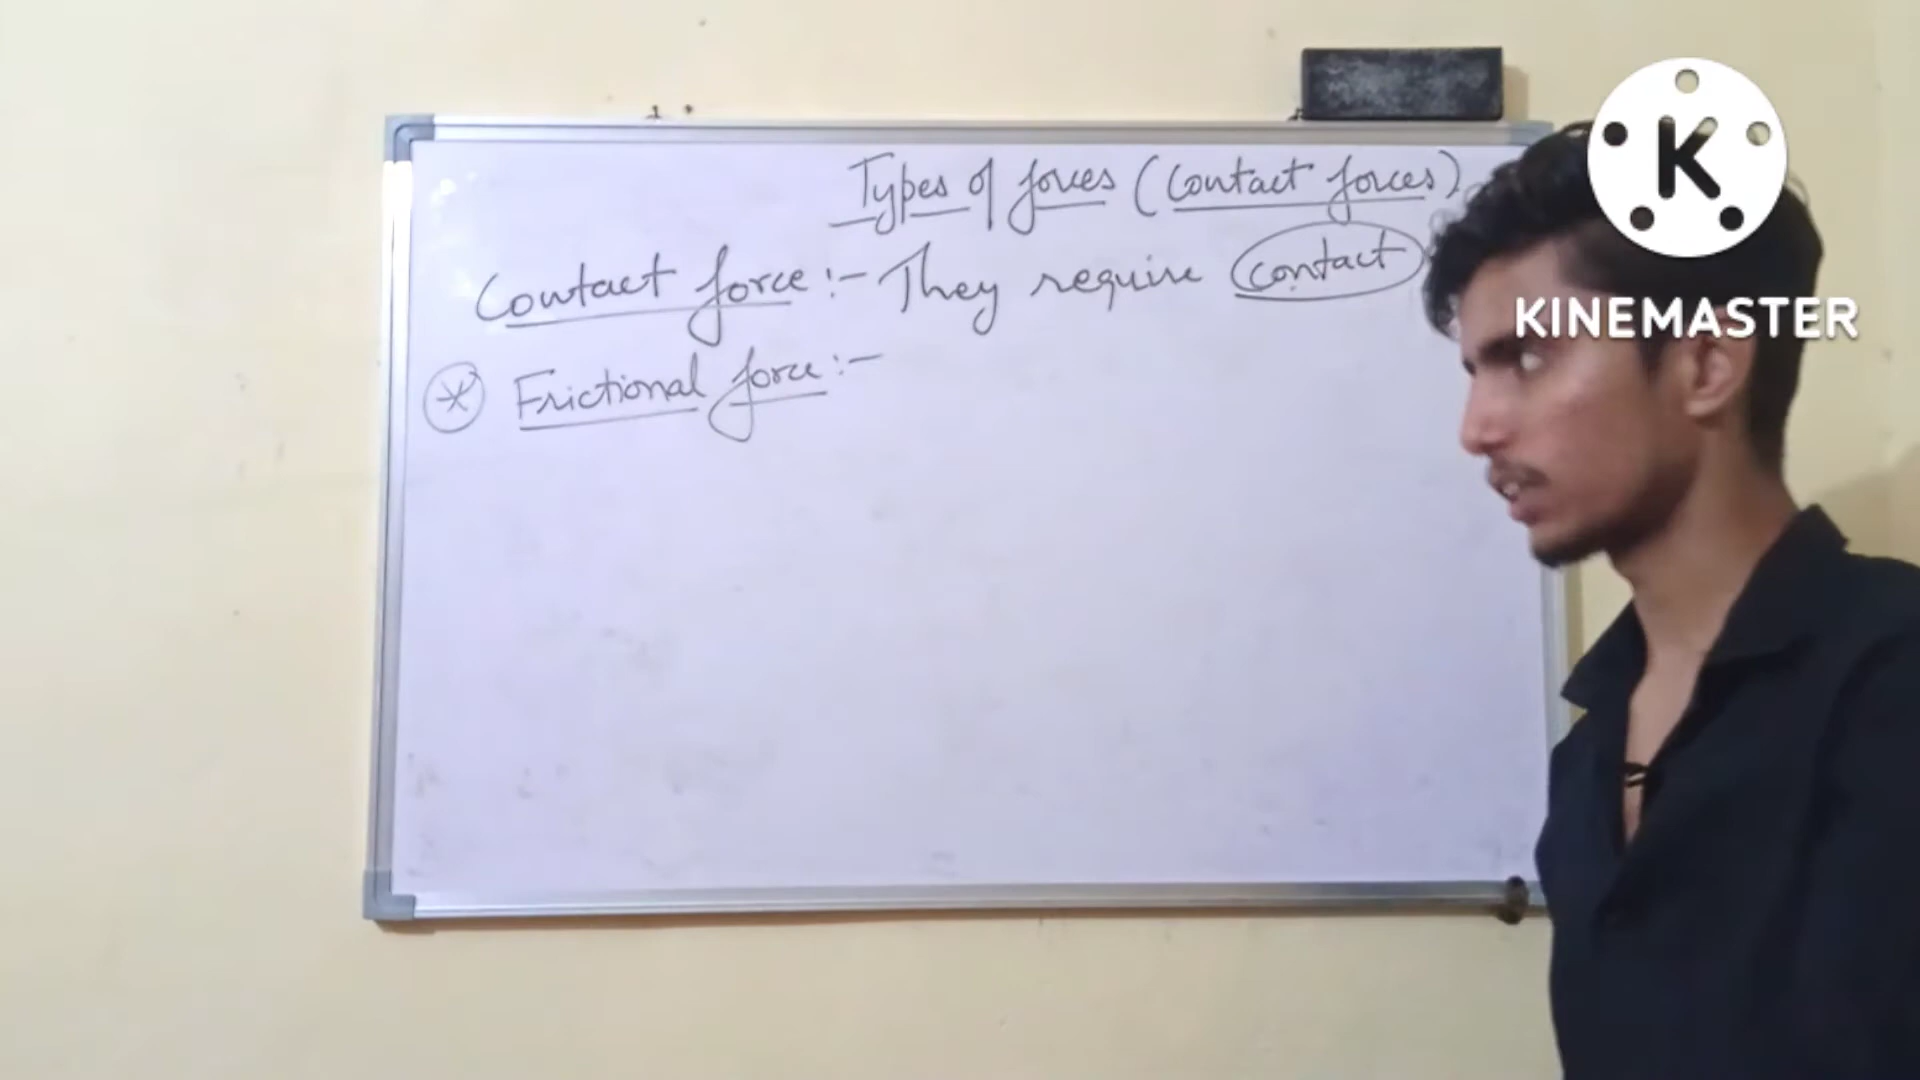 Types of forces (Contact forces)
Contact force :- They require contact
* Frictional force :-
K
KINEMASTER